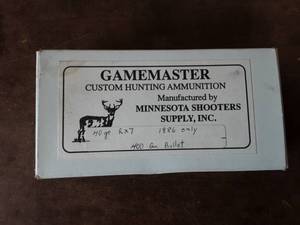 GAMEMASTER
CUSTOM HUNTING AMMUNITION
Manufactured by
MINNESOTA SHOOTERS
SUPPLY, INC.
1886 only
400 Gr. Bullet